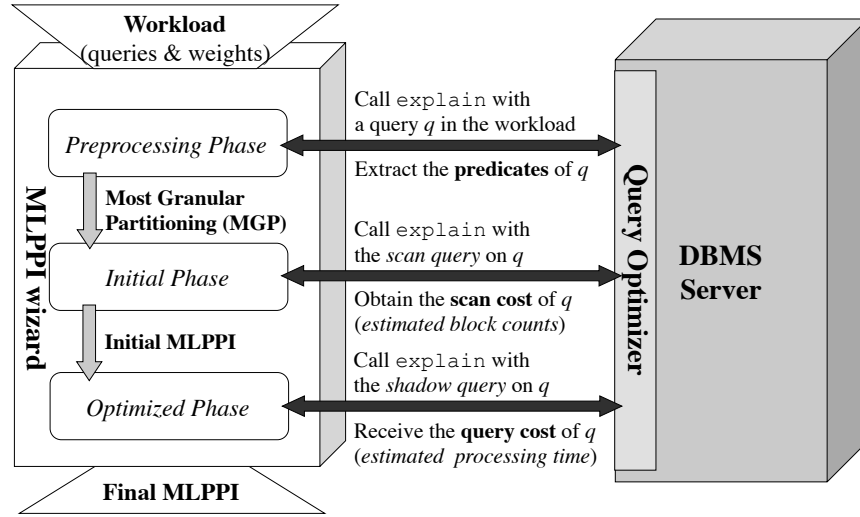 Workload
(queries & weights)
MLPPI wizard
Preprocessing Phase
Most Granular
Partitioning (MGP)
Initial Phase
Initial MLPPI
Optimized Phase
Final MLPPI
Call explain with
a query q in the workload
Extract the predicates of q
Call explain with
the scan query on q
Obtain the scan cost of q
(estimated block counts)
Call explain with
the shadow query on q
Receive the query cost of q
(estimated processing time)
Query Optimizer
DBMS
Server